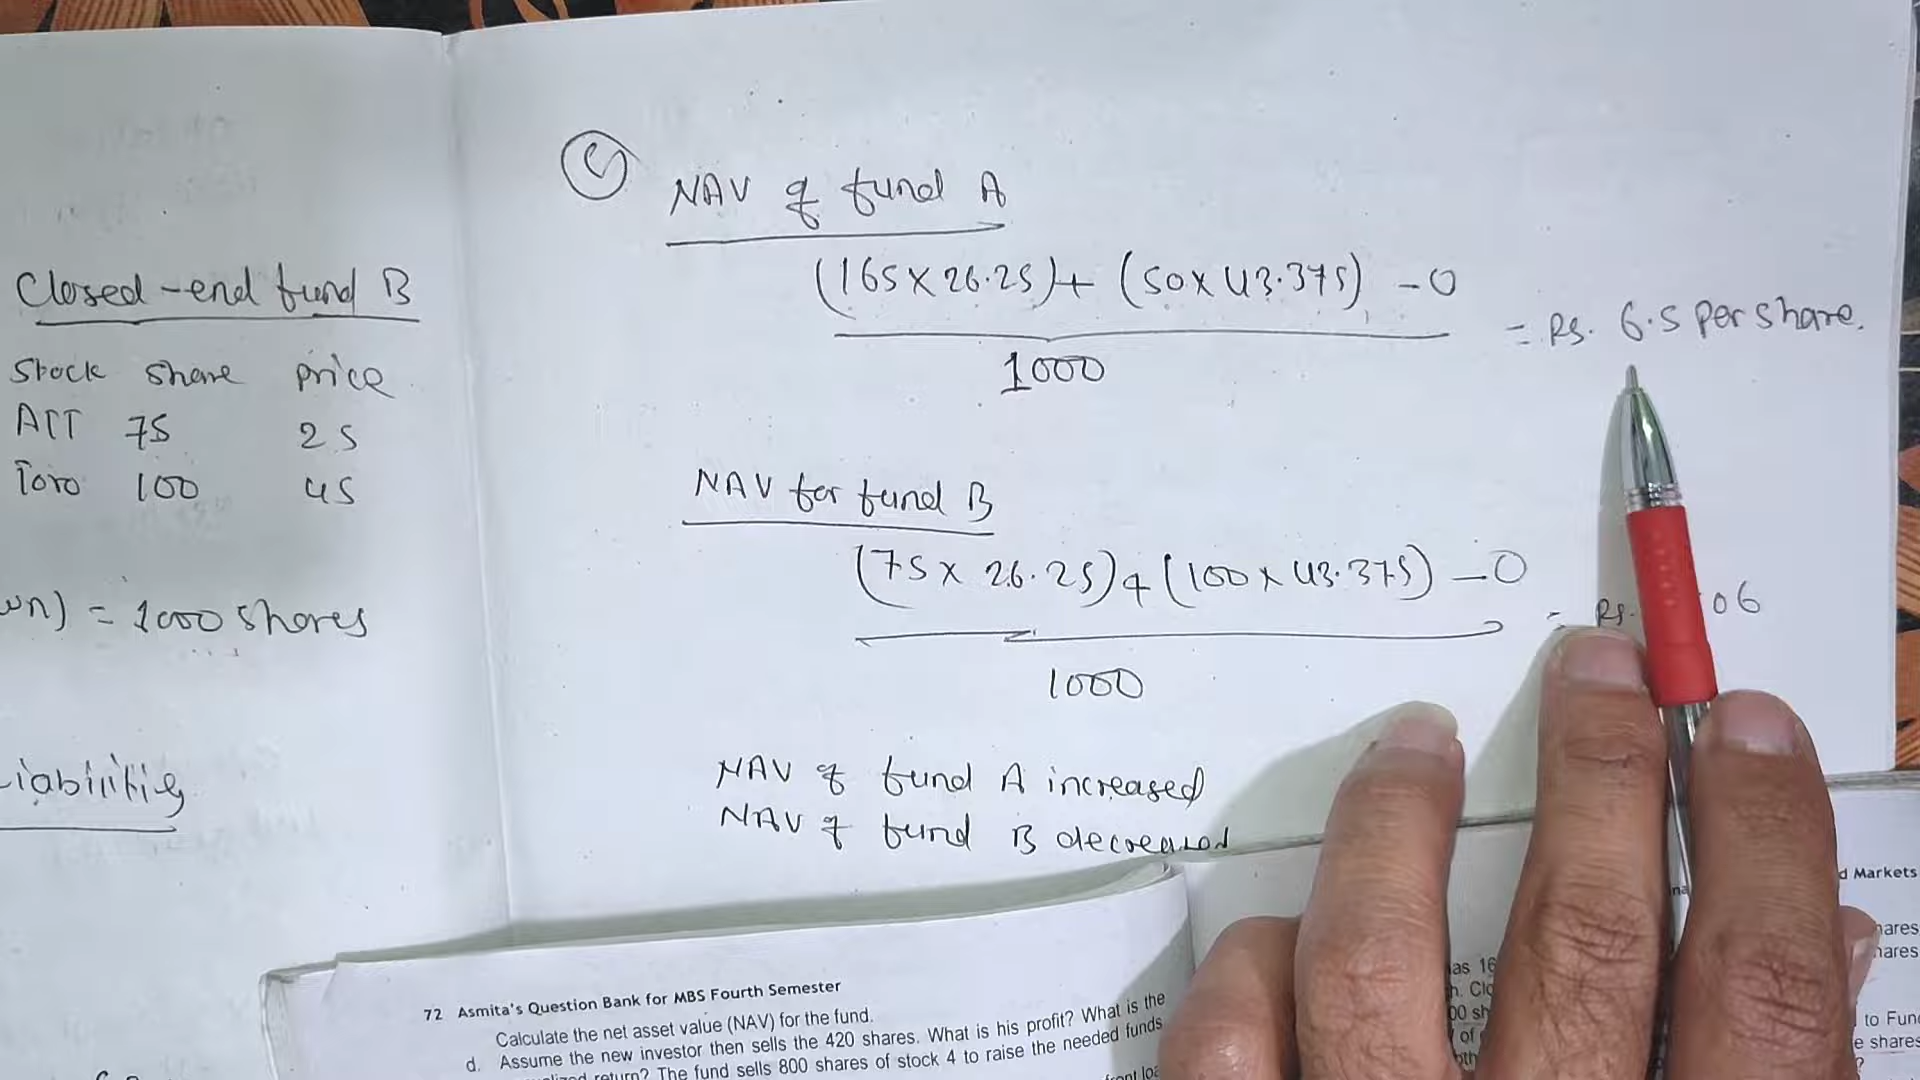 Closed-end fund B
Stock share price
ATT 75 25
Toro 100 45
= 1000 shares
Liabilities
C
NAV of fund A
(165 x 26.25) + (50 x 43.375) - 0
1000
= Rs. 6.5 per share.
NAV for fund B
(75 x 26.25) + (100 x 43.375) - 0
1000
= Rs. 06
NAV of fund A increased
NAV of fund B decreased
72 Asmita's Question Bank for MBS Fourth Semester
Calculate the net asset value (NAV) for the fund.
d. Assume the new investor then sells the 420 shares. What is his profit? What is the
return? The fund sells 800 shares of stock 4 to raise the needed funds
d Markets
as 16
to Fun